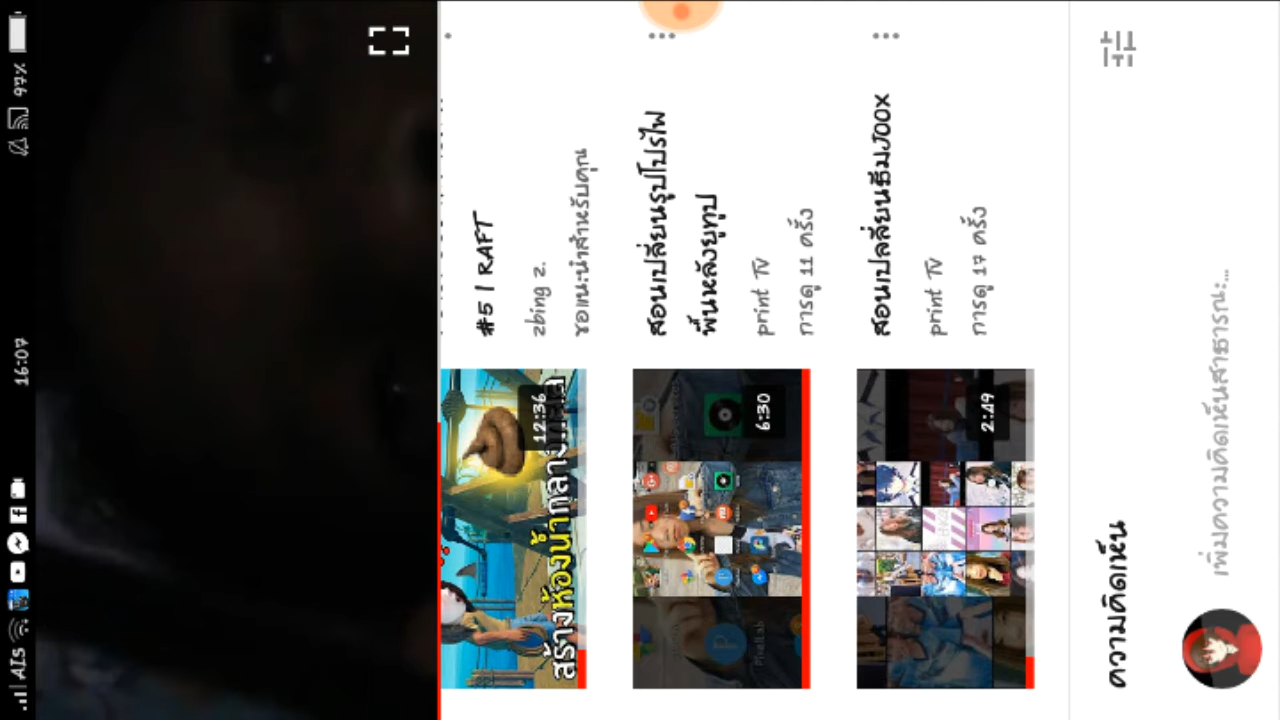 AIS
16:07
97%
#5 | RAFT
zbing z.
ขอแนะนำสำหรับคุณ
12:36
สร้างห้องน้ำกลาง
สอนเปลี่ยนรูปโปรไฟ
พื้นหลังยูทูป
print TV
การดู 11 ครั้ง
6:30
PixelLab
สอนเปลลี่ยนธีมJOOX
print TV
การดู 17 ครั้ง
2:49
ความคิดเห็น
เพิ่มความคิดเห็นสาธารณะ...